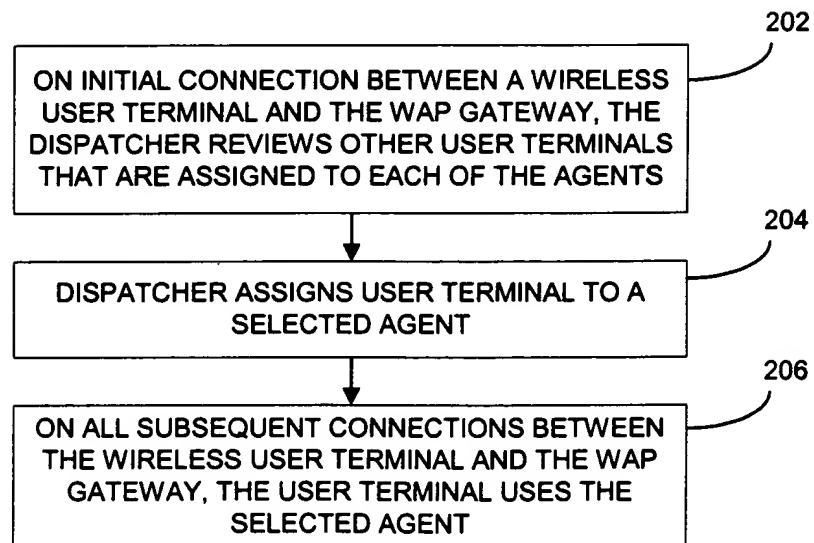 202
ON INITIAL CONNECTION BETWEEN A WIRELESS
USER TERMINAL AND THE WAP GATEWAY, THE
DISPATCHER REVIEWS OTHER USER TERMINALS
THAT ARE ASSIGNED TO EACH OF THE AGENTS
204
DISPATCHER ASSIGNS USER TERMINAL TO A
SELECTED AGENT
206
ON ALL SUBSEQUENT CONNECTIONS BETWEEN
THE WIRELESS USER TERMINAL AND THE WAP
GATEWAY, THE USER TERMINAL USES THE
SELECTED AGENT